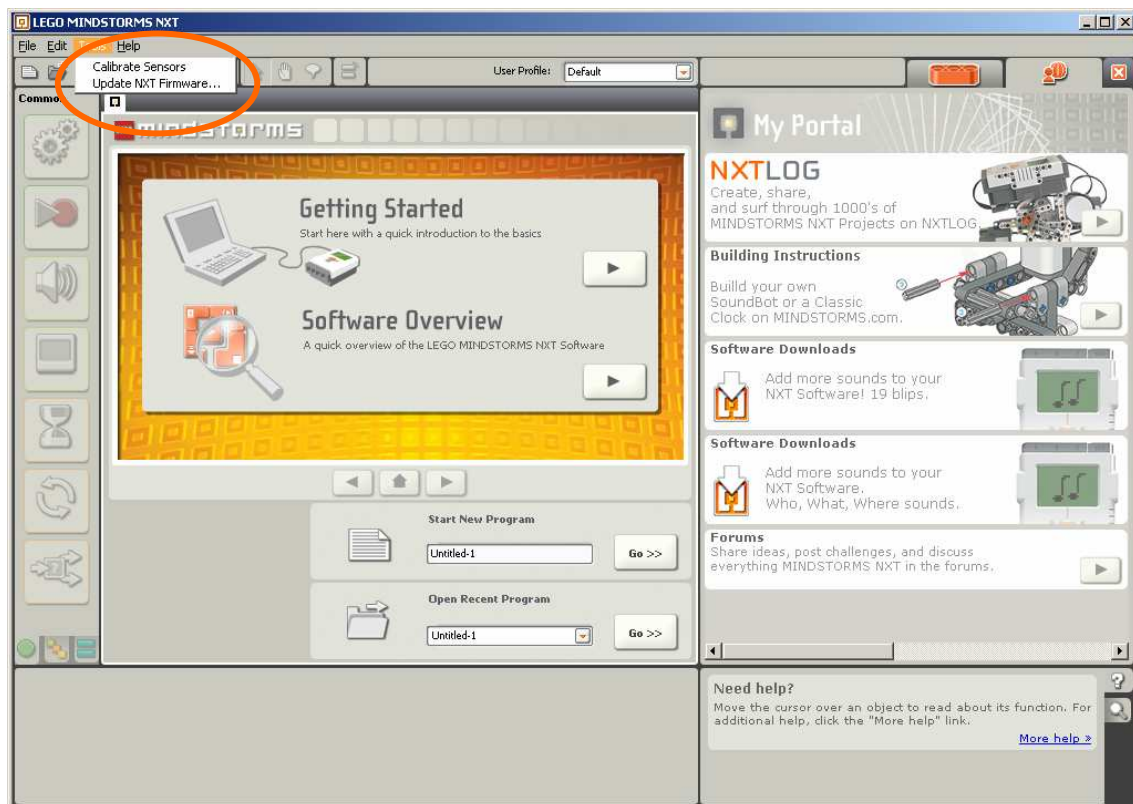 LEGO MINDSTORMS NXT
File Edit Tools Help
Calibrate Sensors
Update NXT Firmware...
User Profile: Default
Commo
mindstorms
Getting Started
Start here with a quick introduction to the basics
Software Overview
A quick overview of the LEGO MINDSTORMS NXT Software
Start New Program
Untitled-1
Go >>
Open Recent Program
Untitled-1
Go >>
My Portal
NXTLOG
Create, share,
and surf through 1000's of
MINDSTORMS NXT Projects on NXTLOG.
Building Instructions
Builld your own
SoundBot or a Classic
Clock on MINDSTORMS.com.
Software Downloads
Add more sounds to your
NXT Software! 19 blips.
Software Downloads
Add more sounds to your
NXT Software.
Who, What, Where sounds.
Forums
Share ideas, post challenges, and discuss
everything MINDSTORMS NXT in the forums.
Need help?
Move the cursor over an object to read about its function. For
additional help, click the "More help" link.
More help »